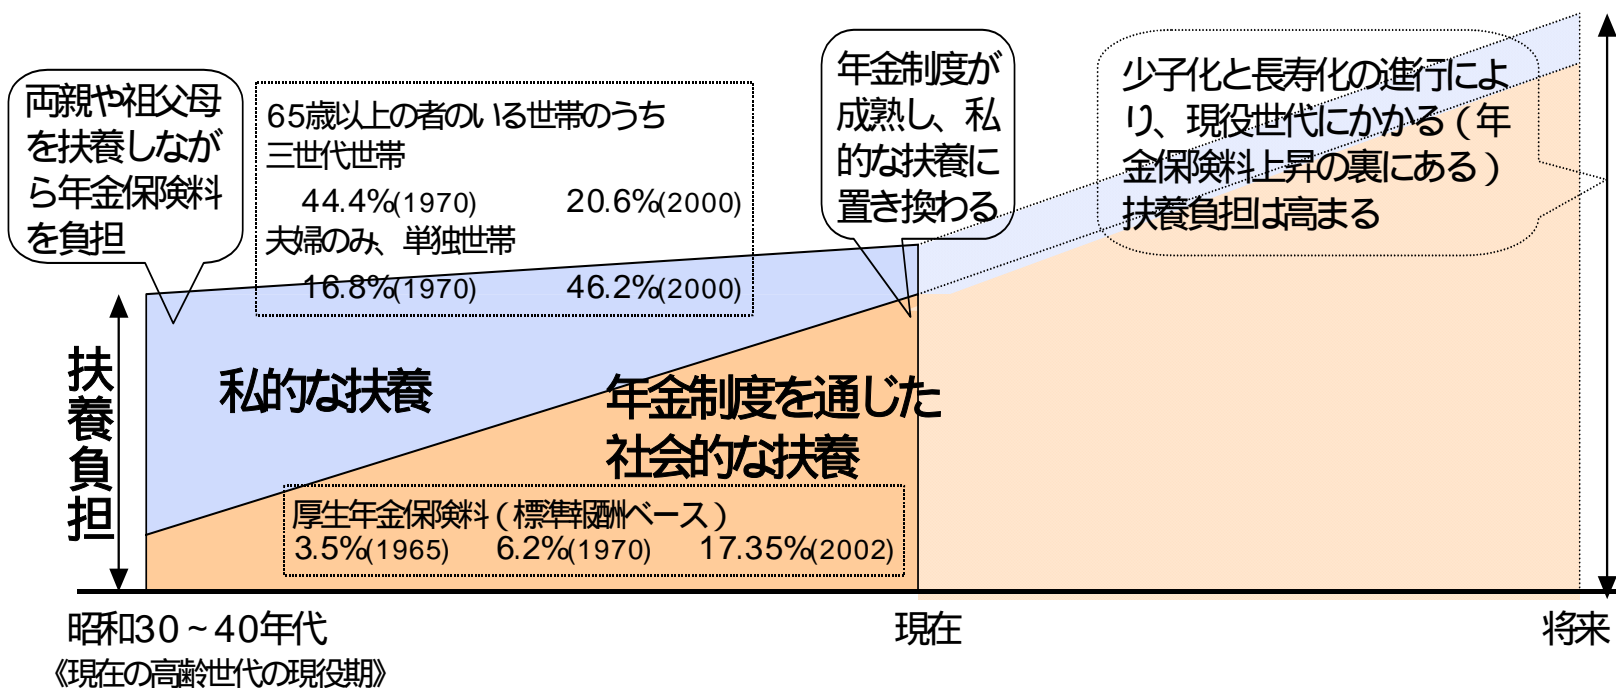 両親や祖父母
を扶養しなが
ら年金保険料
を負担
65歳以上の者のいる世帯のうち
三世代世帯
44.4%(1970) 20.6%(2000)
夫婦のみ、単独世帯
16.8%(1970) 46.2%(2000)
年金制度が
成熟し、私
的な扶養に
置き換わる
少子化と長寿化の進行によ
り、現役世代にかかる(年
金保険料上昇の裏にある)
扶養負担は高まる
扶養負担
私的な扶養
年金制度を通じた
社会的な扶養
厚生年金保険料(標準報酬ベース)
3.5%(1965) 6.2%(1970) 17.35%(2002)
昭和30~40年代
《現在の高齢世代の現役期》
現在
将来